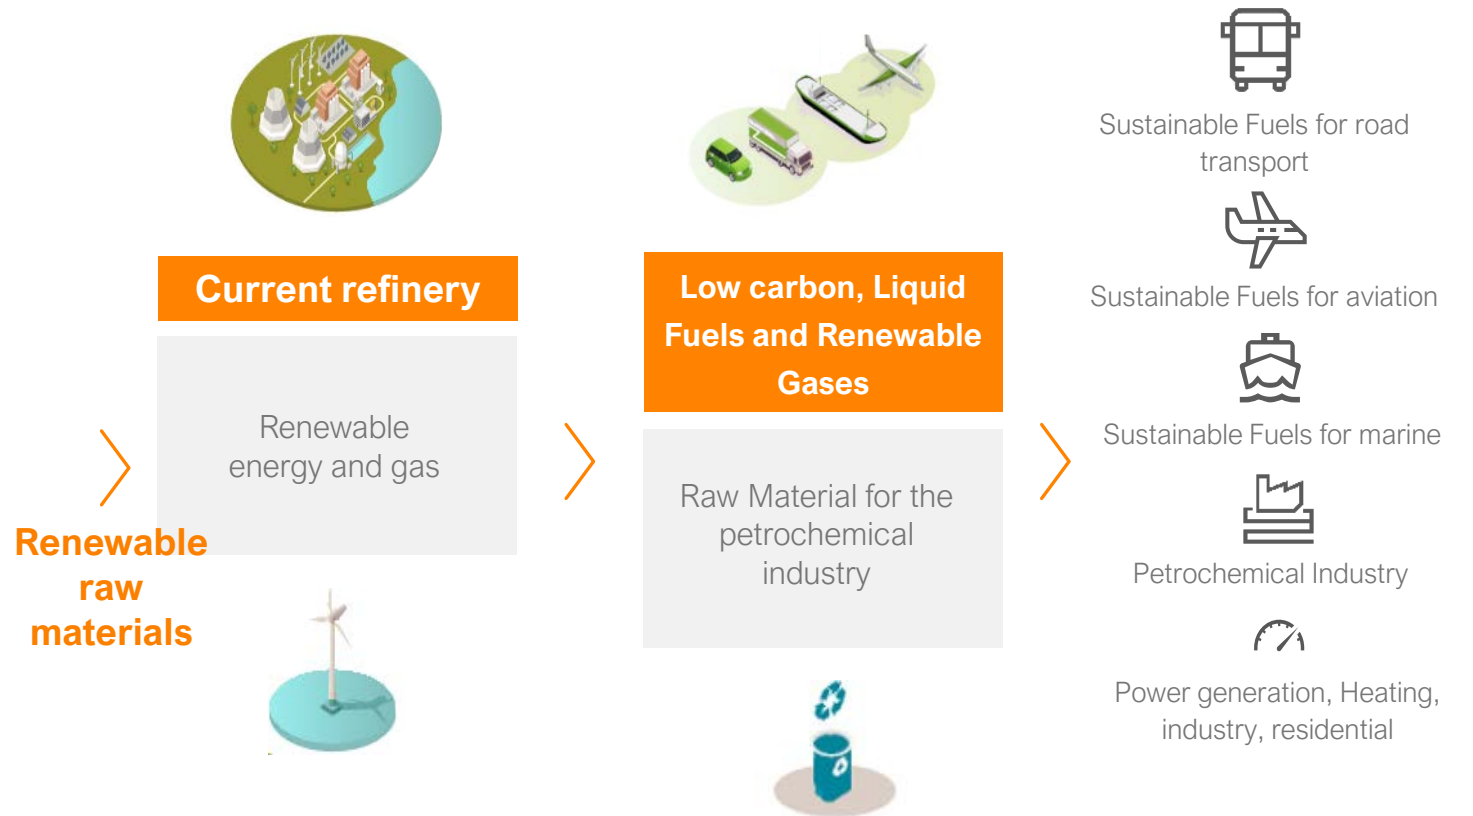 Renewable
raw
materials
Current refinery
Renewable
energy and gas
Low carbon, Liquid
Fuels and Renewable
Gases
Raw Material for the
petrochemical
industry
Sustainable Fuels for road
transport
Sustainable Fuels for aviation
Sustainable Fuels for marine
Petrochemical Industry
Power generation, Heating,
industry, residential